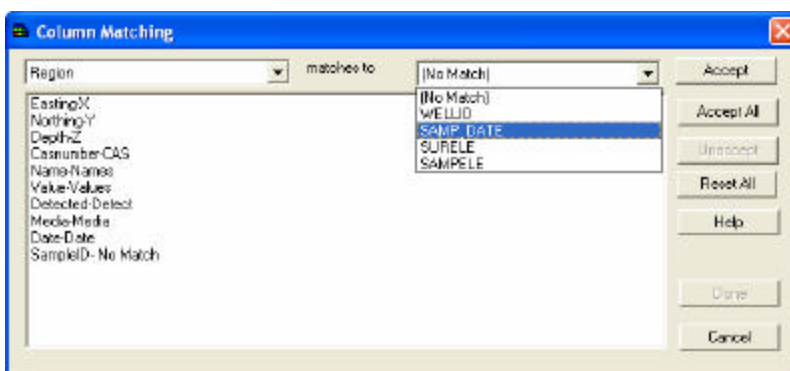 Column Matching
Region matches to (No Match) Accept
(No Match)
WELLID
SAMP_DATE
SURELE
SAMPELE
Easting-X
Northing-Y
Depth-Z
Casnumber-CAS
Name-Names
Value-Values
Detected-Detect
Media-Media
Date-Date
SampleID- No Match
Accept All
Unaccept
Reset All
Help
Done
Cancel